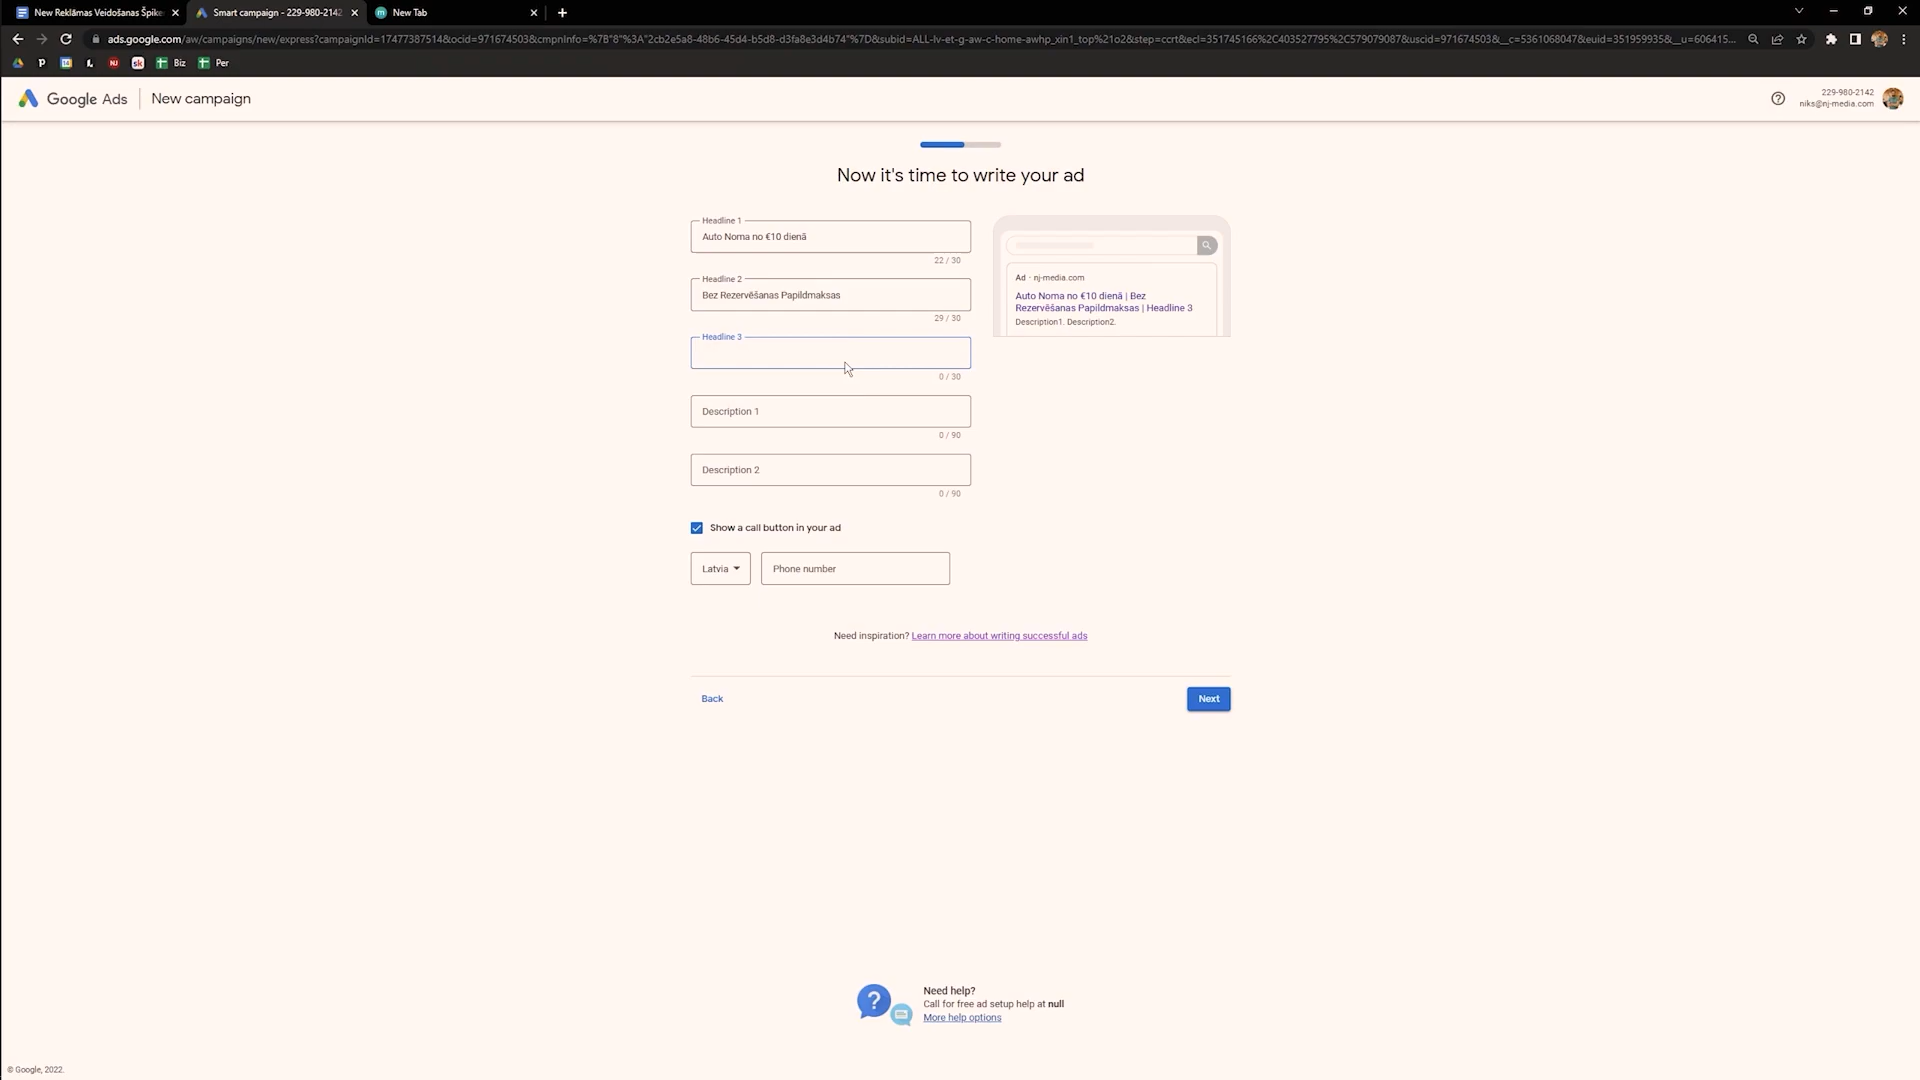 New Reklāmas Veidošanas Špike
Smart campaign - 229-980-2142
New Tab
ads.google.com/aw/campaigns/new/express?campaignId=17477387514&ocid=971674503&cmpnInfo=%7B"8"%3A"2cb2e5a8-48b6-45d4-b5d8-d3fa8e3d4b74"%7D&subid=ALL-lv-et-g-aw-c-home-awhp_xin1_top%21o2&step=ccrt&ecl=351745166%2C403527795%2C579079087&uscid=971674503&__c=5361068047&euid=351959935&__u=606415...
Biz
Per
Google Ads
New campaign
229-980-2142
niks@nj-media.com
Now it's time to write your ad
Headline 1
Auto Noma no €10 dienā
22 / 30
Headline 2
Bez Rezervēšanas Papildmaksas
29 / 30
Headline 3
0 / 30
Description 1
0 / 90
Description 2
0 / 90
Ad · nj-media.com
Auto Noma no €10 dienā | Bez
Rezervēšanas Papildmaksas | Headline 3
Description1. Description2.
Show a call button in your ad
Latvia
Phone number
Need inspiration? Learn more about writing successful ads
Back
Next
Need help?
Call for free ad setup help at null
More help options
© Google, 2022.